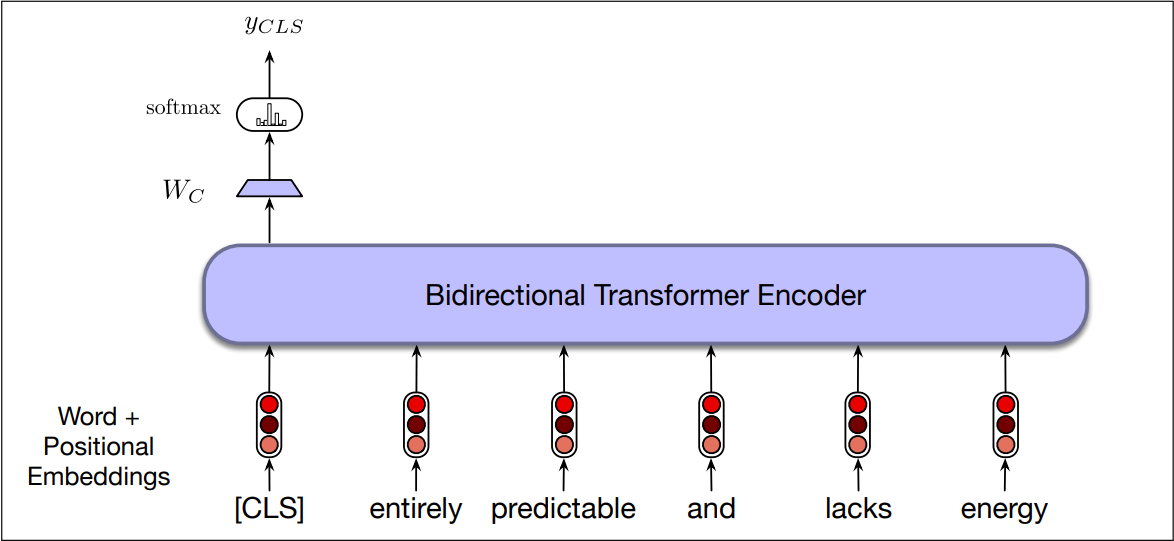 y_{CLS}
softmax
W_C
Bidirectional Transformer Encoder
Word +
Positional
Embeddings
[CLS] entirely predictable and lacks energy